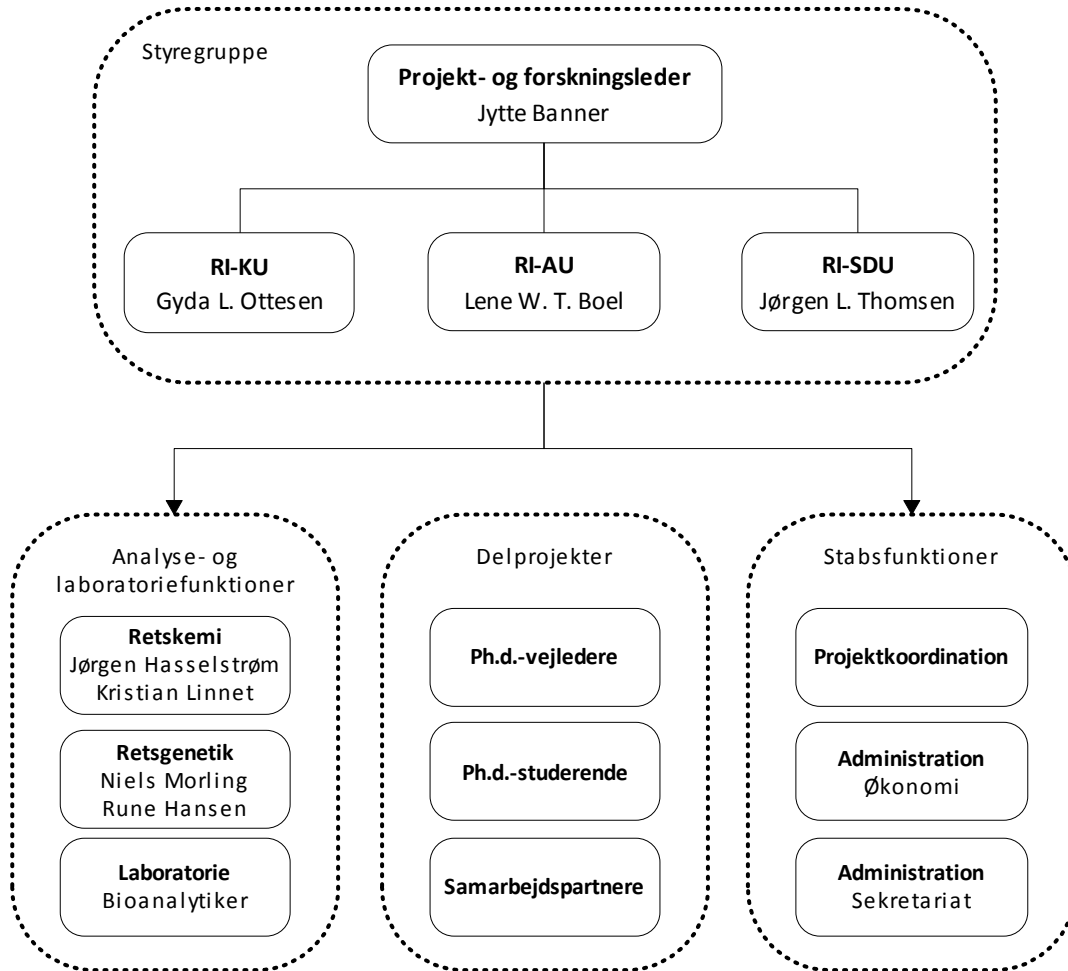 Styregruppe
Projekt- og forskningsleder
Jytte Banner
RI-KU
Gyda L. Ottesen
RI-AU
Lene W. T. Boel
RI-SDU
Jørgen L. Thomsen
Analyse- og
laboratoriefunktioner
Retskemi
Jørgen Hasselstrøm
Kristian Linnet
Retsgenetik
Niels Morling
Rune Hansen
Laboratorie
Bioanalytiker
Delprojekter
Ph.d.-vejledere
Ph.d.-studerende
Samarbejdspartnere
Stabsfunktioner
Projektkoordination
Administration
Økonomi
Administration
Sekretariat